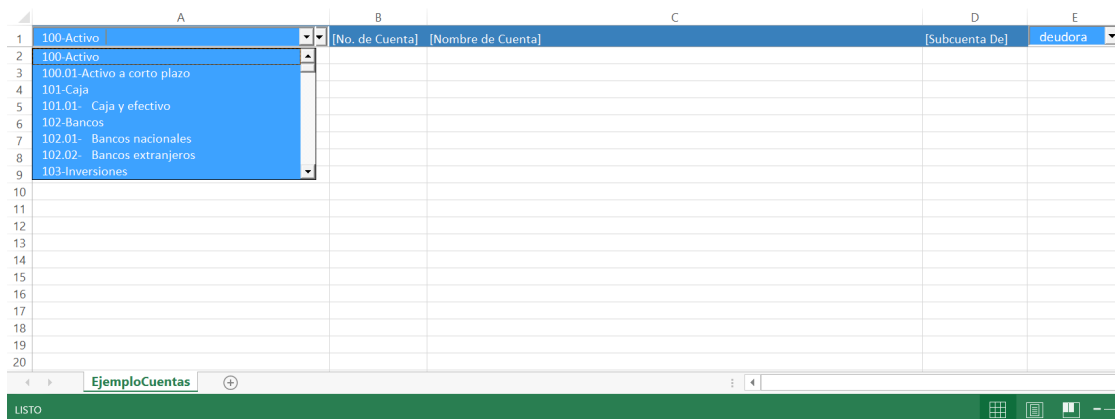 A B C D E
1 100-Activo [No. de Cuenta] [Nombre de Cuenta] [Subcuenta De] deudora
2 100-Activo
3 100.01-Activo a corto plazo
4 101-Caja
5 101.01- Caja y efectivo
6 102-Bancos
7 102.01- Bancos nacionales
8 102.02- Bancos extranjeros
9 103-Inversiones
10
11
12
13
14
15
16
17
18
19
20
EjemploCuentas
LISTO